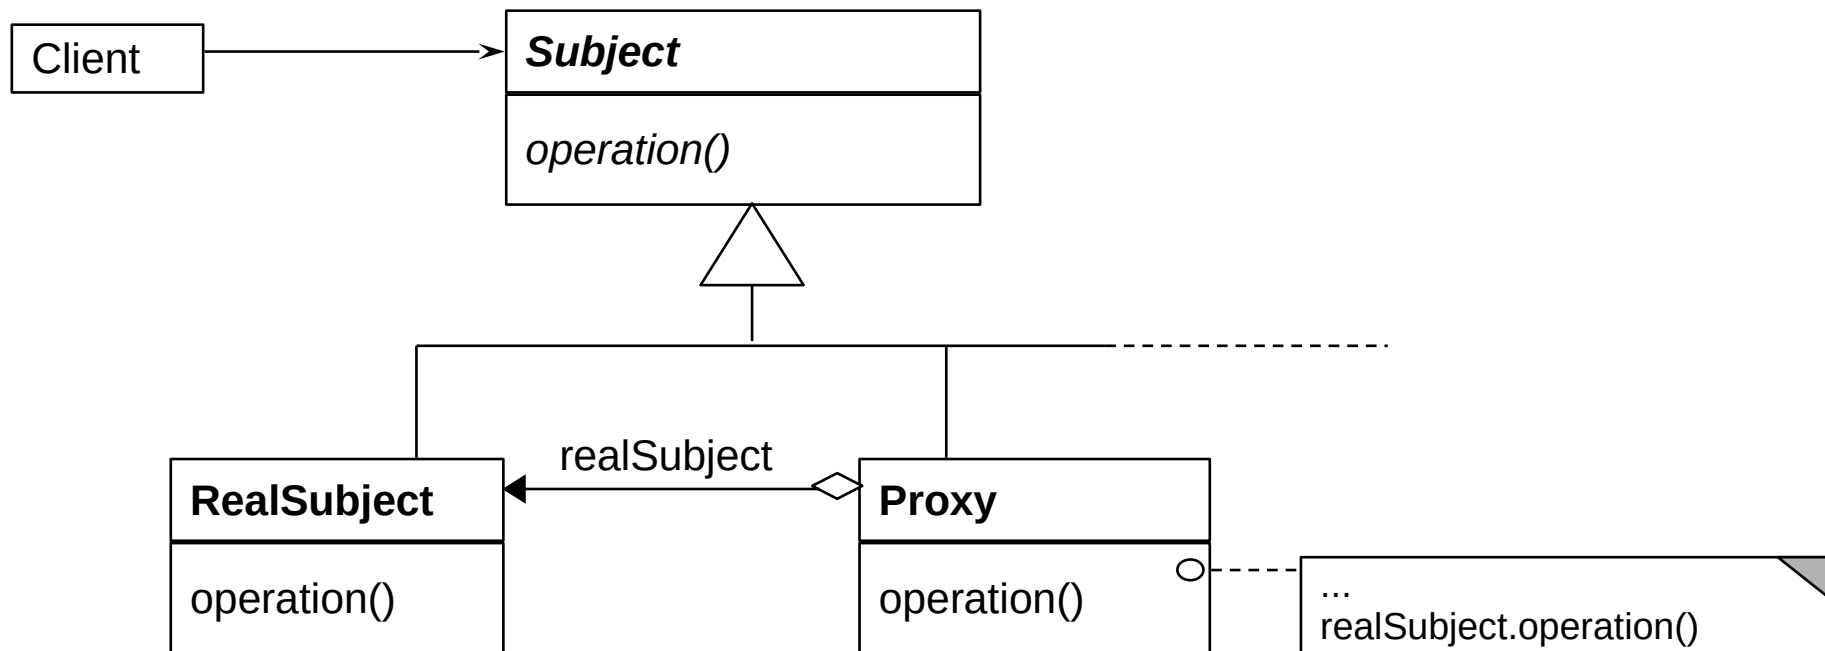 Client
Subject
operation()
realSubject
RealSubject
Proxy
operation()
operation()
...
realSubject.operation()